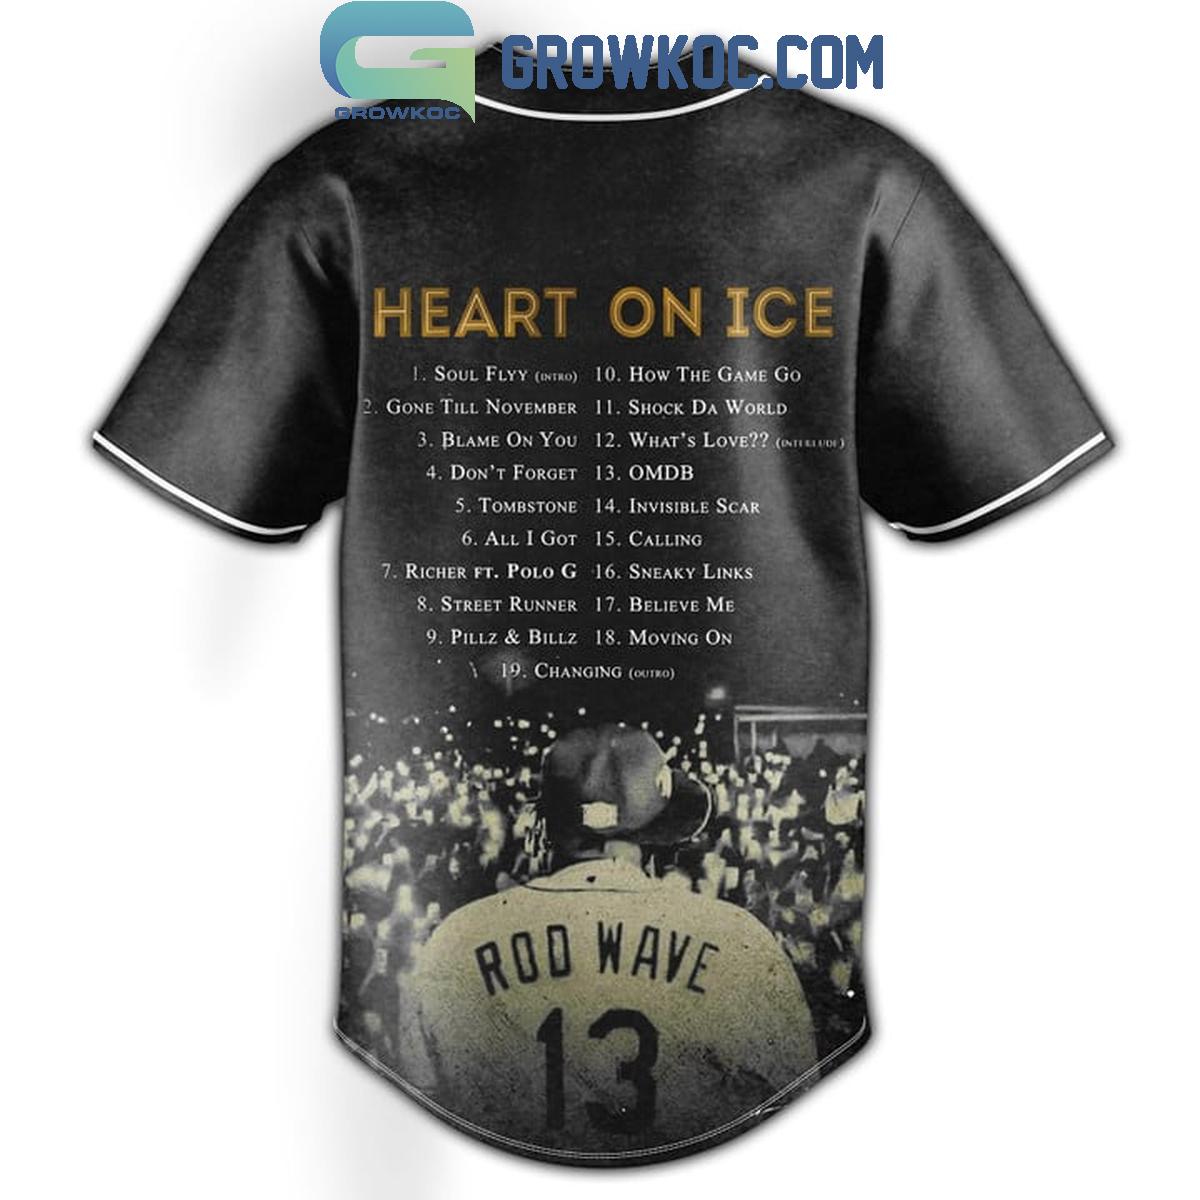 GROWKOC.COM
GROWKOC
HEART ON ICE
1. SOUL FLYY (INTRO)
2. GONE TILL NOVEMBER
3. BLAME ON YOU
4. DON'T FORGET
5. TOMBSTONE
6. ALL I GOT
7. RICHER FT. POLO G
8. STREET RUNNER
9. PILLZ & BILLZ
10. HOW THE GAME GO
11. SHOCK DA WORLD
12. WHAT'S LOVE?? (INTERLUDE)
13. OMDB
14. INVISIBLE SCAR
15. CALLING
16. SNEAKY LINKS
17. BELIEVE ME
18. MOVING ON
19. CHANGING (OUTRO)
ROD WAVE
13